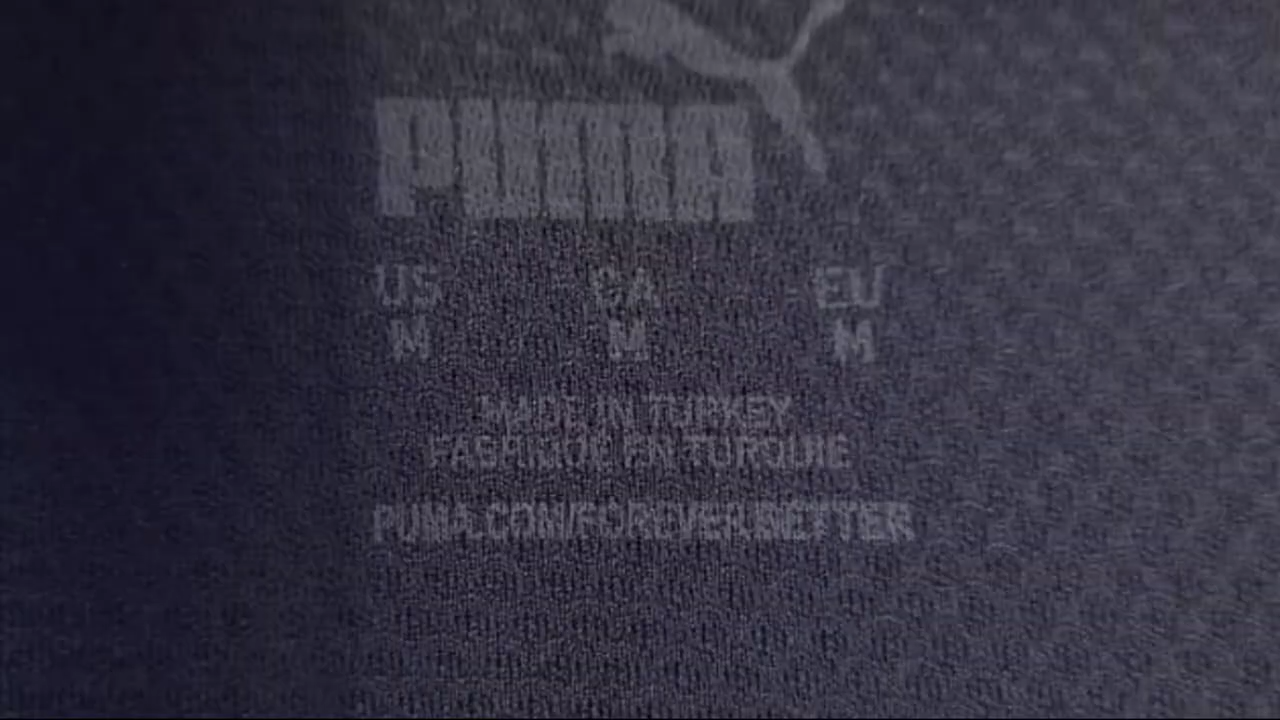 PUMA
US CA EU
M M M
MADE IN TURKEY
FABRIQUÉ EN TURQUIE
PUMA.COM/FOREVERBETTER